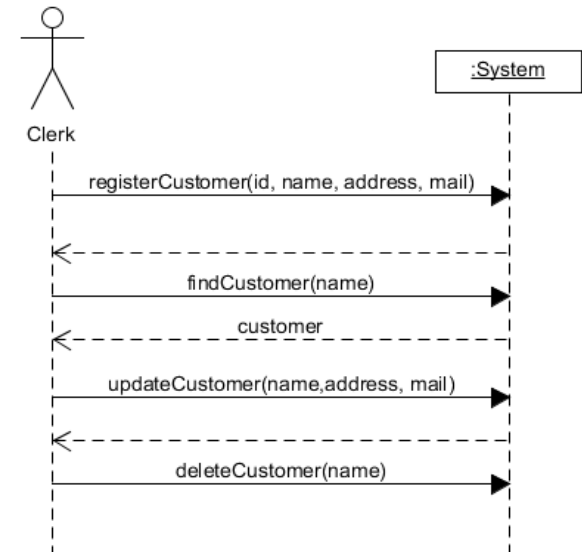 :System
Clerk
registerCustomer(id, name, address, mail)
findCustomer(name)
customer
updateCustomer(name,address, mail)
deleteCustomer(name)